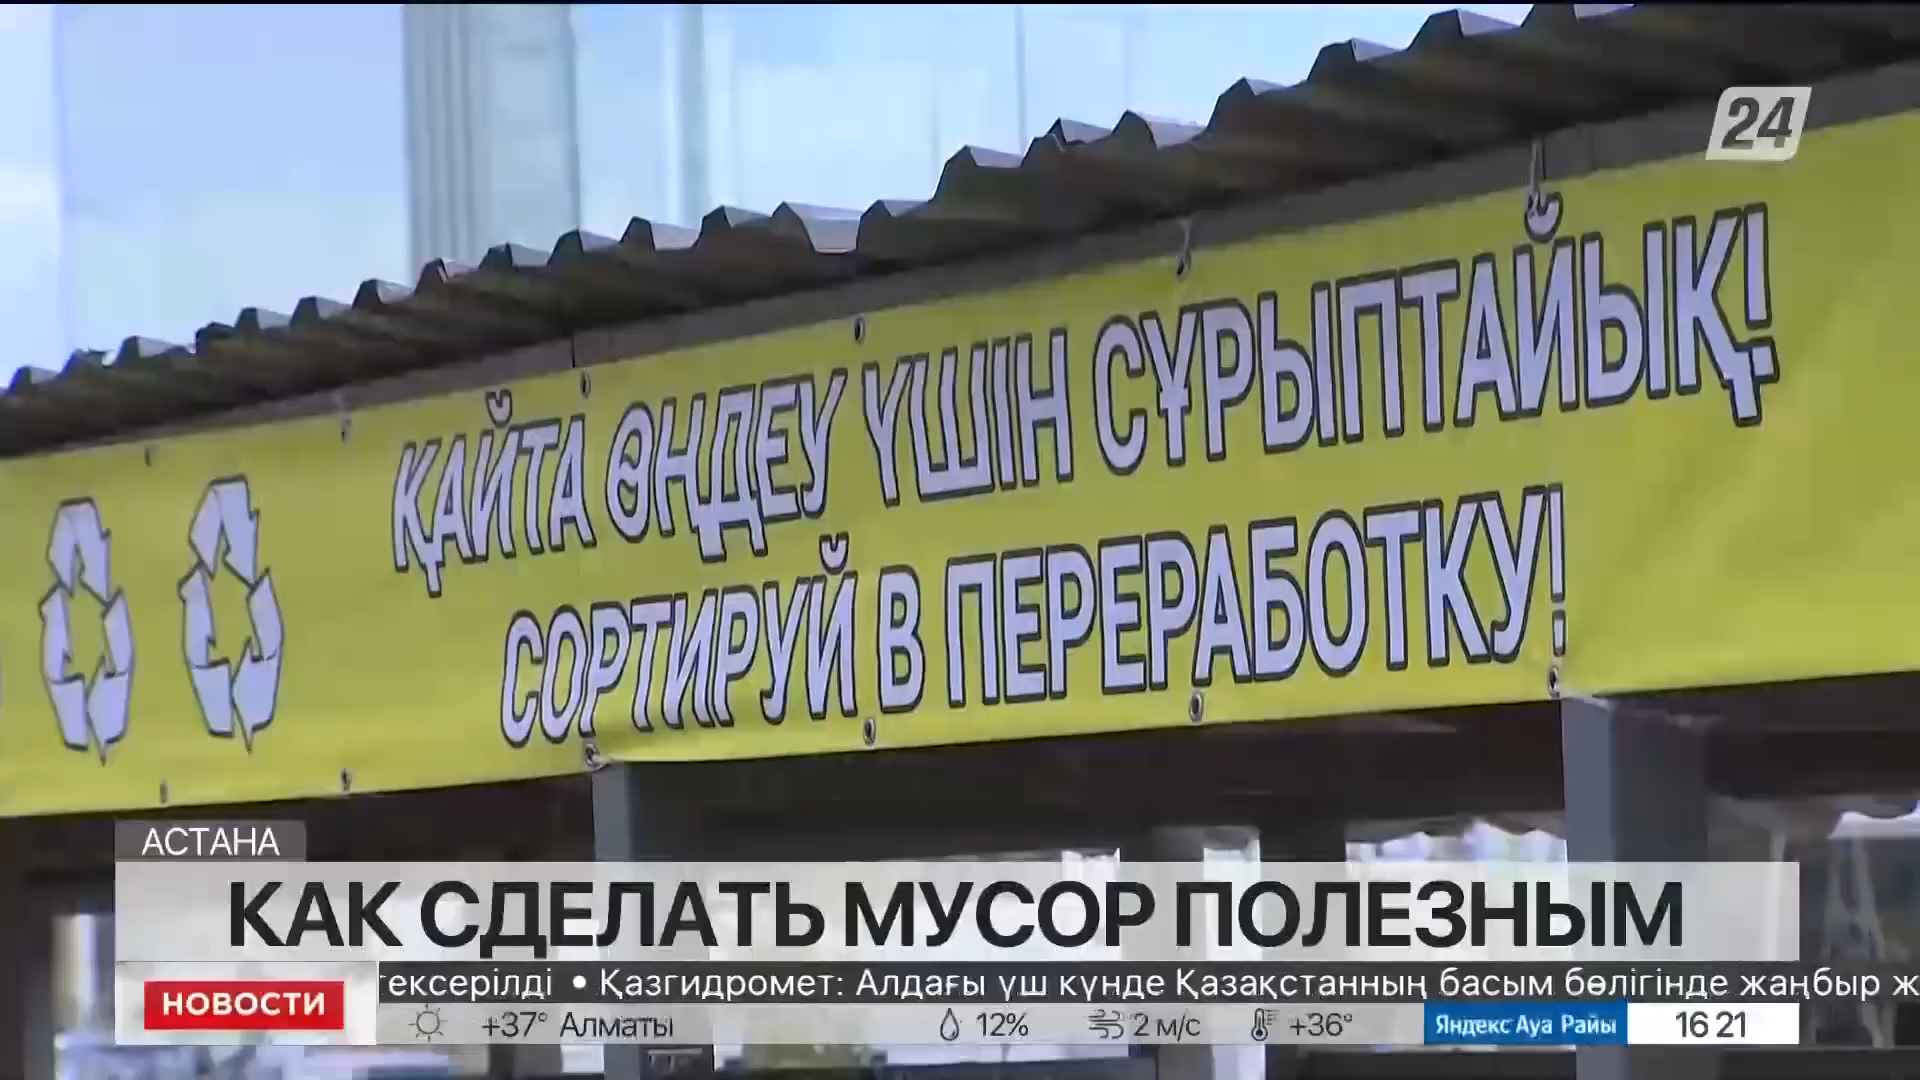 24
ҚАЙТА ӨҢДЕУ ҮШІН СҰРЫПТАЙЫҚ!
СОРТИРУЙ В ПЕРЕРАБОТКУ!
АСТАНА
КАК СДЕЛАТЬ МУСОР ПОЛЕЗНЫМ
НОВОСТИ
тексерілді • Қазгидромет: Алдағы үш күнде Қазақстанның басым бөлігінде жаңбыр ж
+37° Алматы 12% 2 м/с +36° Яндекс Ауа Райы 16 21